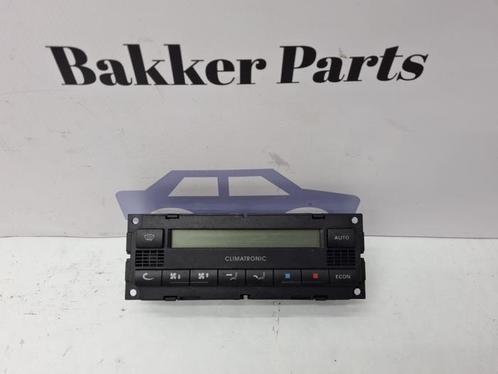 Bakker Parts
AUTO
CLIMATRONIC
ECON